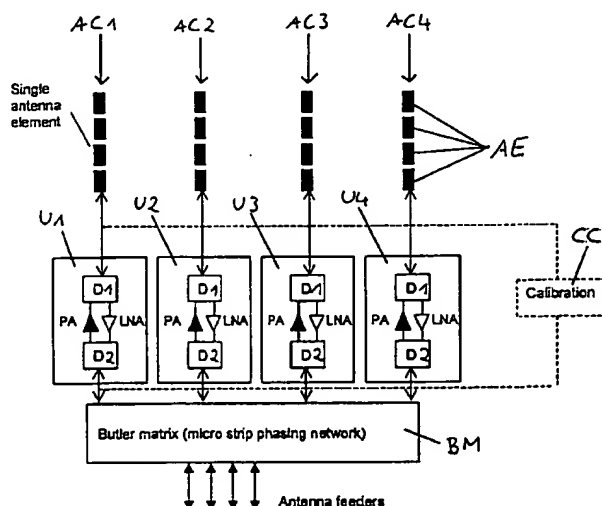 AC1 AC2 AC3 AC4
Single
antenna
element
AE
U1 U2 U3 U4
CC
D1 D1 D1 D1
Calibration
PA LNA PA LNA PA LNA PA LNA
D2 D2 D2 D2
Butler matrix (micro strip phasing network)
BM
Antenna feeders